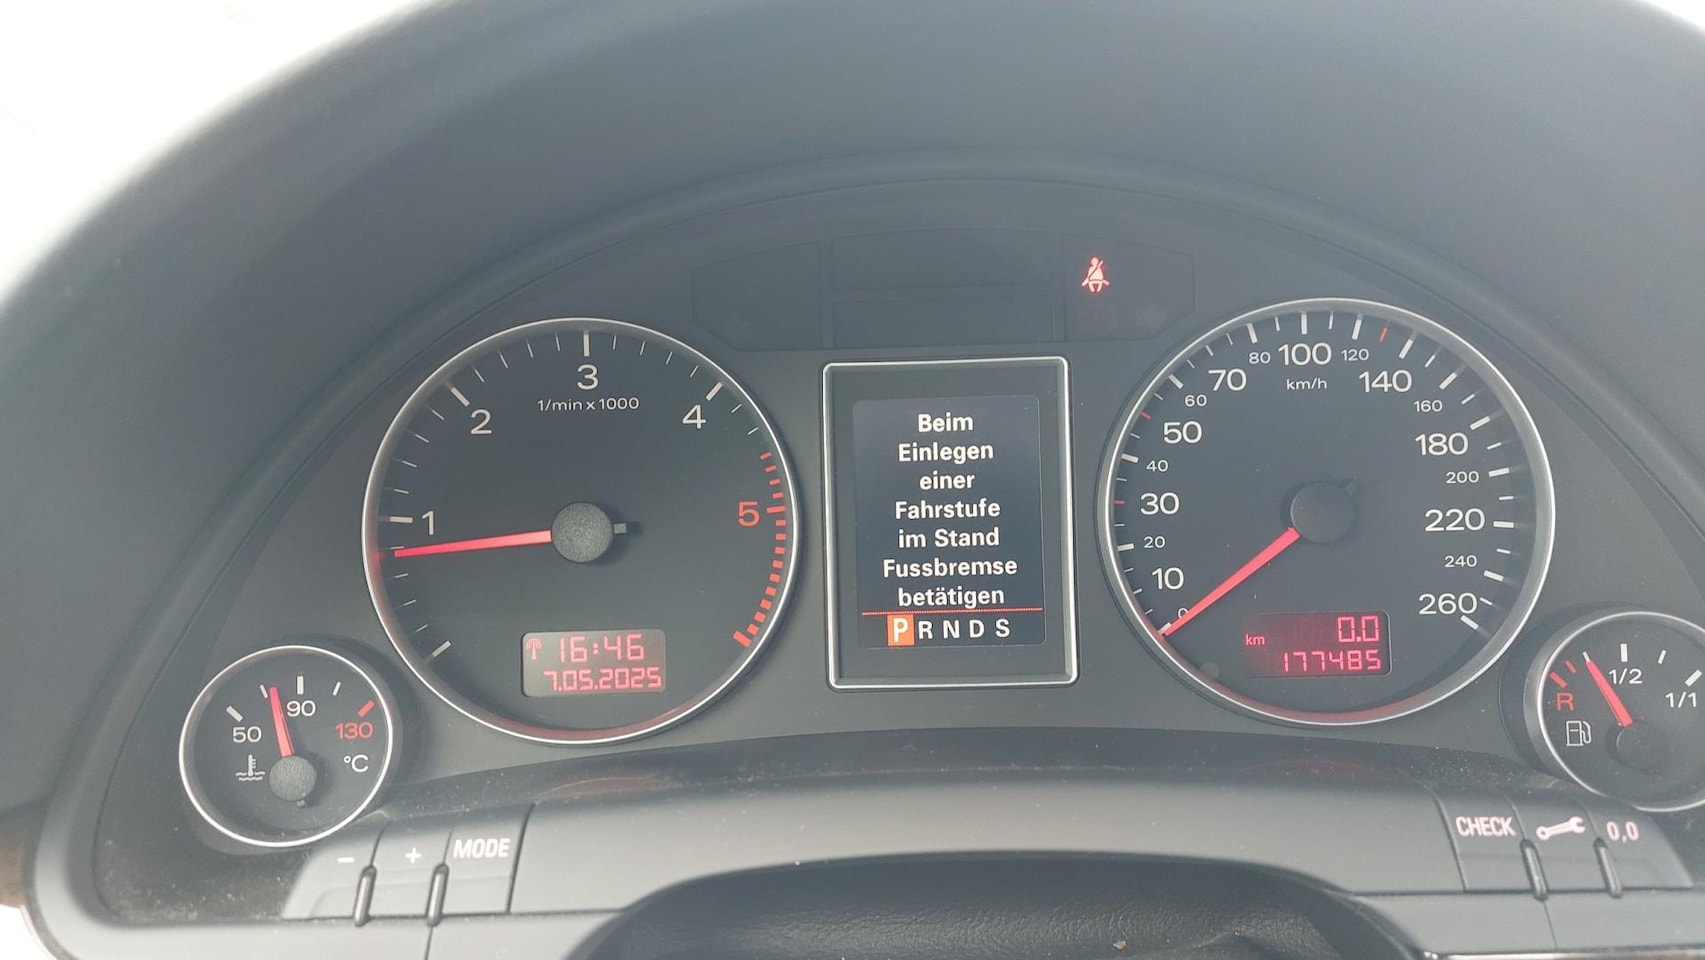 3
1/min x 1000
2
4
1
5
16:46
7.05.2025
50
90
130
°C
Beim
Einlegen
einer
Fahrstufe
im Stand
Fussbremse
betätigen
P R N D S
80 100 120
km/h
70
140
60
160
50
180
40
200
30
220
20
240
10
260
0
km
0.0
177485
R
1/2
1/1
- + MODE
CHECK 0,0